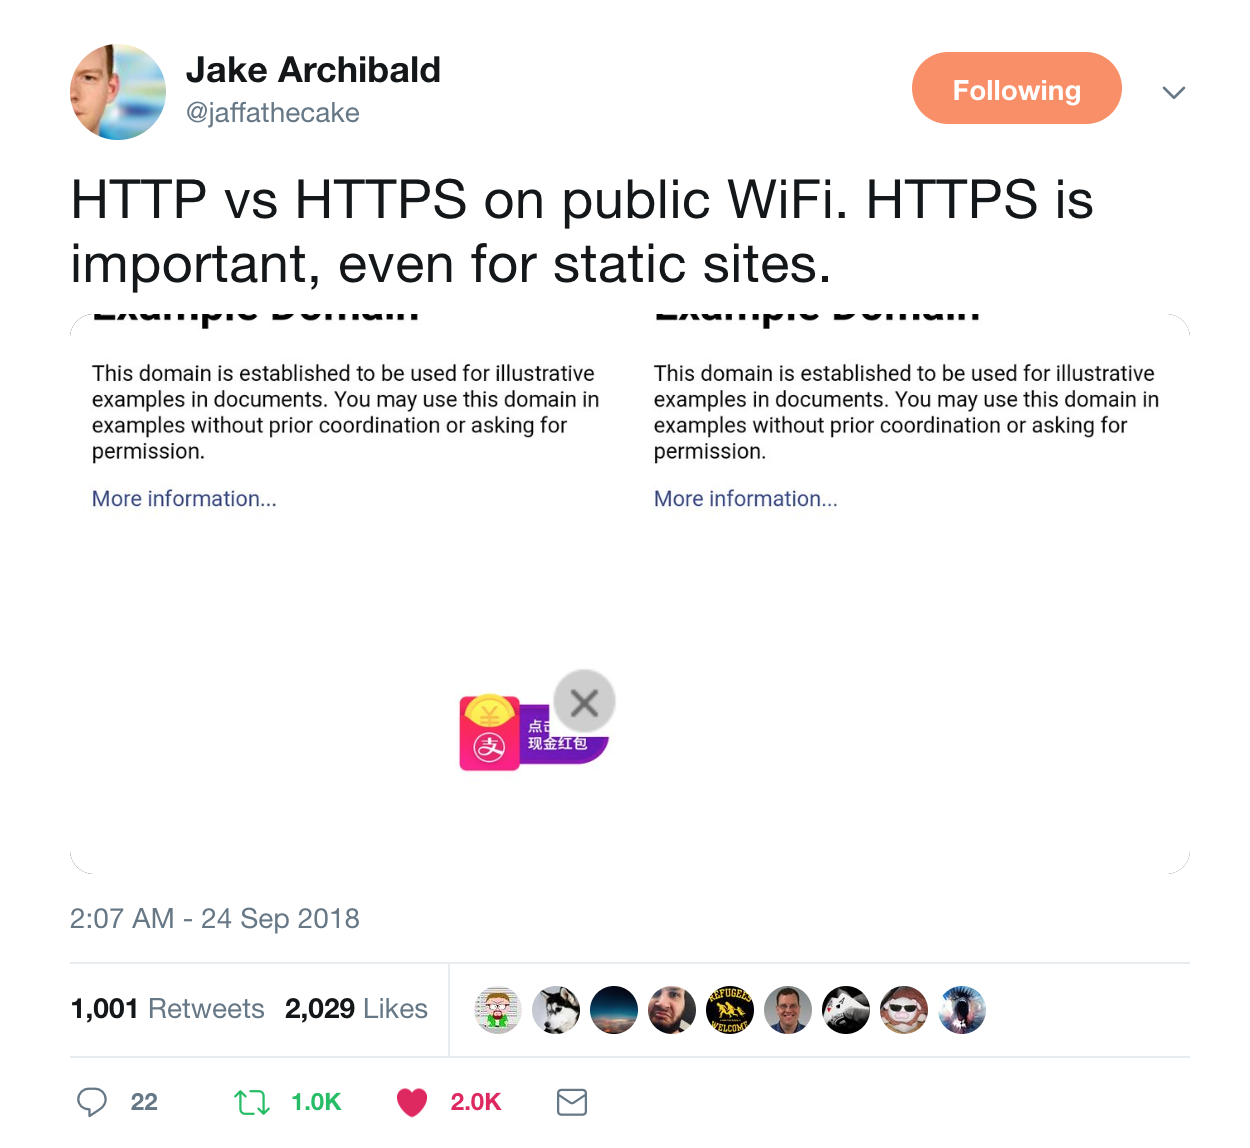 Jake Archibald
@jaffathecake
Following
HTTP vs HTTPS on public WiFi. HTTPS is
important, even for static sites.
Example Domain
This domain is established to be used for illustrative
examples in documents. You may use this domain in
examples without prior coordination or asking for
permission.
More information...
Example Domain
This domain is established to be used for illustrative
examples in documents. You may use this domain in
examples without prior coordination or asking for
permission.
More information...
¥
支
点
现金红包
2:07 AM - 24 Sep 2018
1,001 Retweets 2,029 Likes
REFUGEES
WELCOME
22 1.0K 2.0K